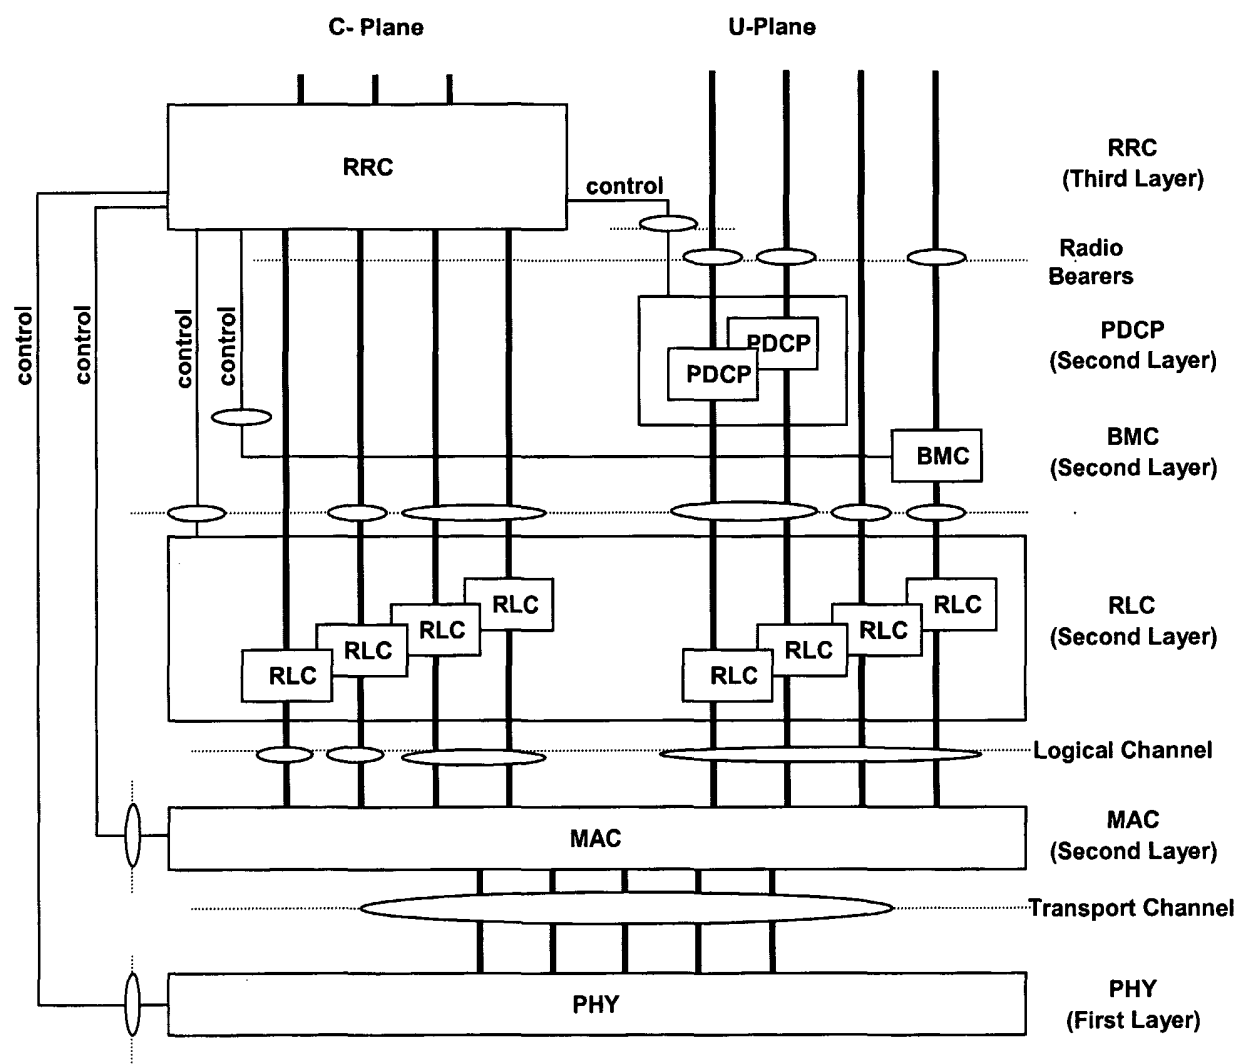 C- Plane
U-Plane
RRC
control
RRC
(Third Layer)
Radio
Bearers
control
control
control
control
PDCP
PDCP
PDCP
(Second Layer)
BMC
BMC
(Second Layer)
RLC
RLC
RLC
RLC
RLC
RLC
RLC
RLC
RLC
(Second Layer)
Logical Channel
MAC
MAC
(Second Layer)
Transport Channel
PHY
PHY
(First Layer)